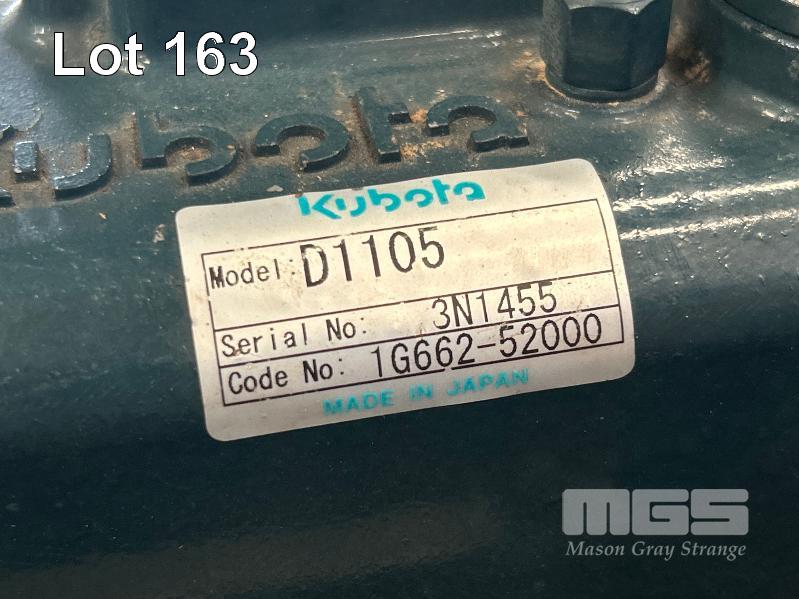 Lot 163
Kubota
Kubota
Model: D1105
Serial No: 3N1455
Code No: 1G662-52000
MADE IN JAPAN
MGS
Mason Gray Strange